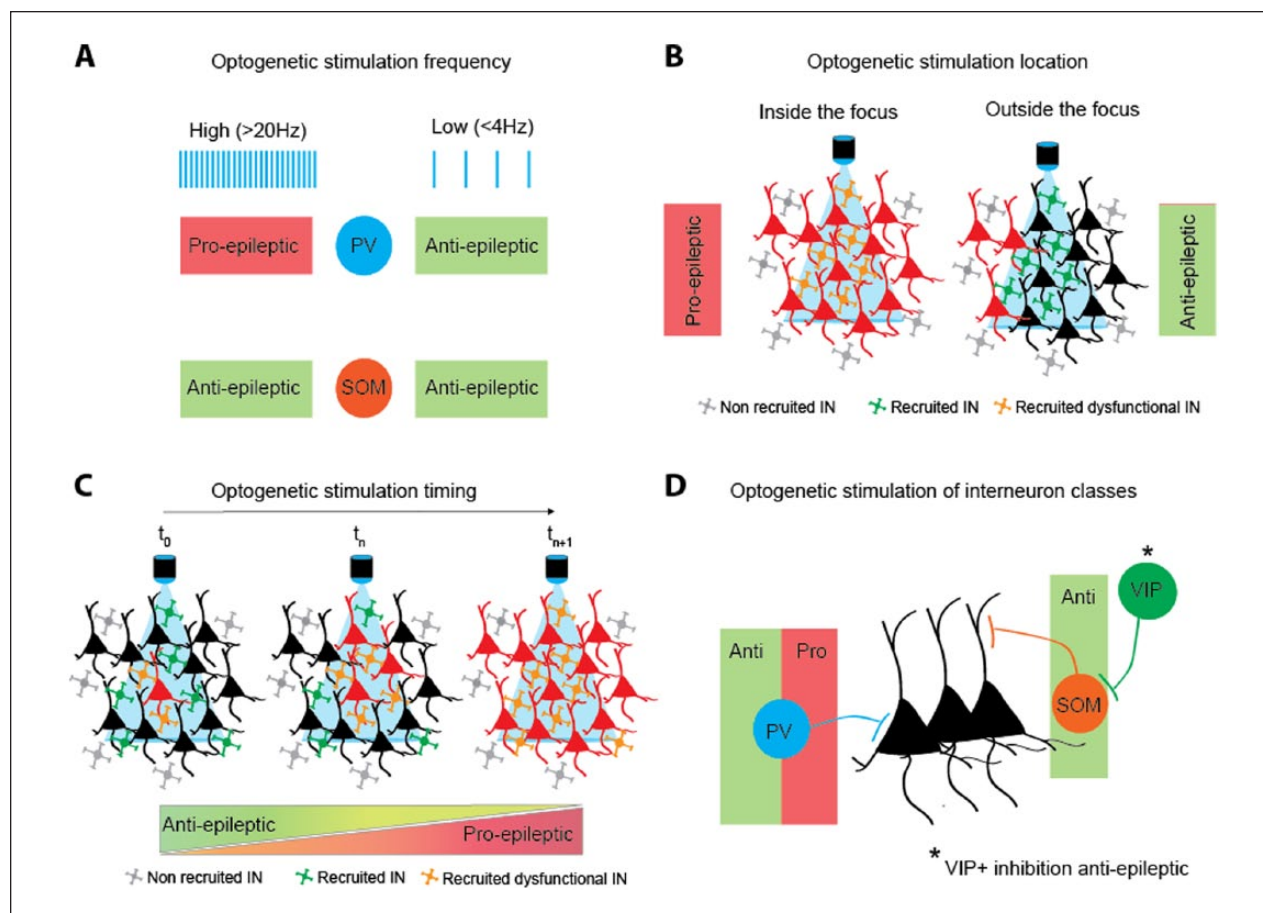 A
Optogenetic stimulation frequency
High (>20Hz)
Low (<4Hz)
Pro-epileptic
PV
Anti-epileptic
Anti-epileptic
SOM
Anti-epileptic
B
Optogenetic stimulation location
Inside the focus
Outside the focus
Pro-epileptic
Anti-epileptic
Non recruited IN
Recruited IN
Recruited dysfunctional IN
C
Optogenetic stimulation timing
t0
tn
tn+1
Anti-epileptic
Pro-epileptic
Non recruited IN
Recruited IN
Recruited dysfunctional IN
D
Optogenetic stimulation of interneuron classes
*
VIP
Anti
SOM
Anti
Pro
PV
* VIP+ inhibition anti-epileptic